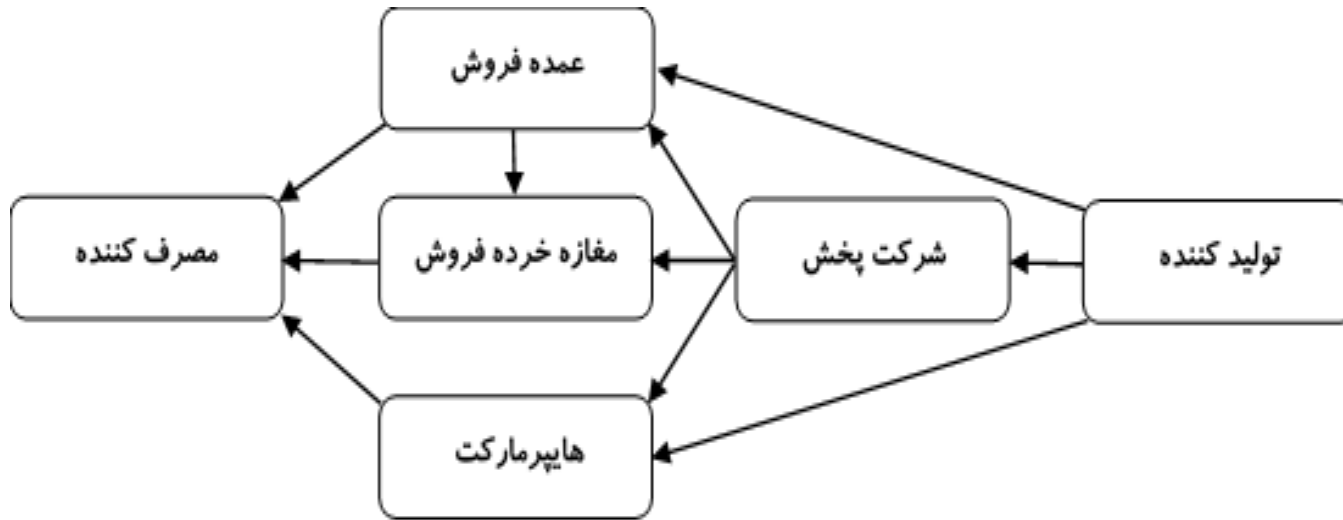 عمده فروش
تولید کننده
شرکت پخش
مغازه خرده فروش
مصرف کننده
هایپرمارکت